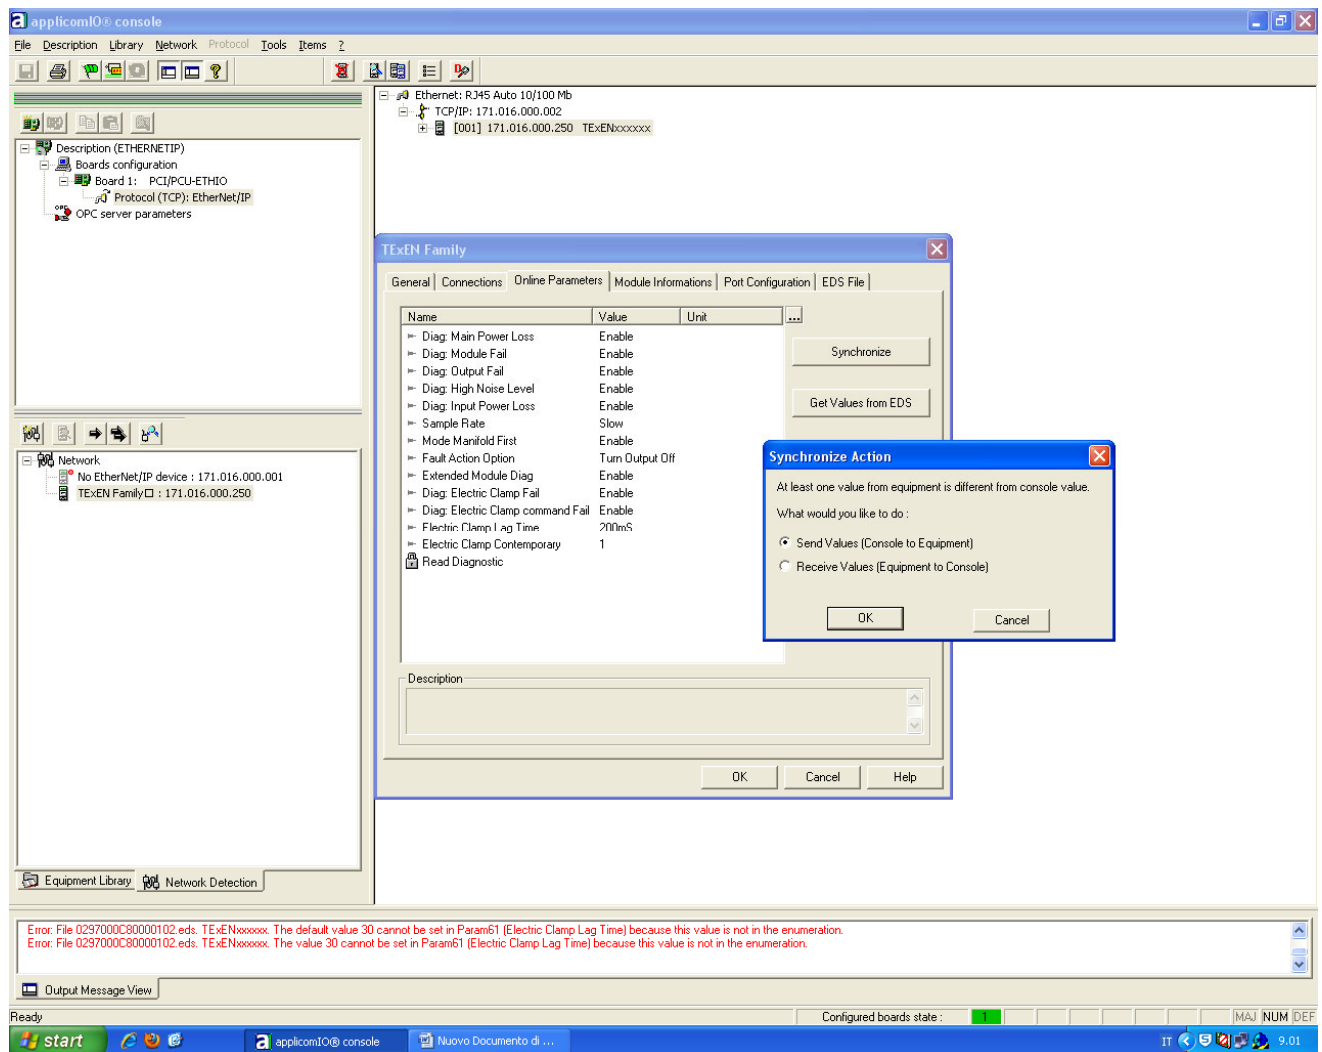 applicomIO® console
File Description Library Network Protocol Tools Items ?
Description (ETHERNETIP)
Boards configuration
Board 1: PCI/PCU-ETHIO
Protocol (TCP): EtherNet/IP
OPC server parameters
Ethernet: RJ45 Auto 10/100 Mb
TCP/IP: 171.016.000.002
[001] 171.016.000.250 TExENxxxxxx
Network
No EtherNet/IP device : 171.016.000.001
TExEN Family□ : 171.016.000.250
Equipment Library Network Detection
TExEN Family
General Connections Online Parameters Module Informations Port Configuration EDS File
Name Value Unit ...
Diag: Main Power Loss Enable
Diag: Module Fail Enable
Diag: Output Fail Enable
Diag: High Noise Level Enable
Diag: Input Power Loss Enable
Sample Rate Slow
Mode Manifold First Enable
Fault Action Option Turn Output Off
Extended Module Diag Enable
Diag: Electric Clamp Fail Enable
Diag: Electric Clamp command Fail Enable
Electric Clamp Lag Time 200mS
Electric Clamp Contemporary 1
Read Diagnostic
Synchronize
Get Values from EDS
Description
OK Cancel Help
Synchronize Action
At least one value from equipment is different from console value.
What would you like to do :
Send Values (Console to Equipment)
Receive Values (Equipment to Console)
OK Cancel
Error: File 0297000C80000102.eds. TExENxxxxxx. The default value 30 cannot be set in Param61 (Electric Clamp Lag Time) because this value is not in the enumeration.
Error: File 0297000C80000102.eds. TExENxxxxxx. The value 30 cannot be set in Param61 (Electric Clamp Lag Time) because this value is not in the enumeration.
Output Message View
Ready Configured boards state : 1 MAJ NUM DEF
start applicomIO® console Nuovo Documento di ... IT 9.01